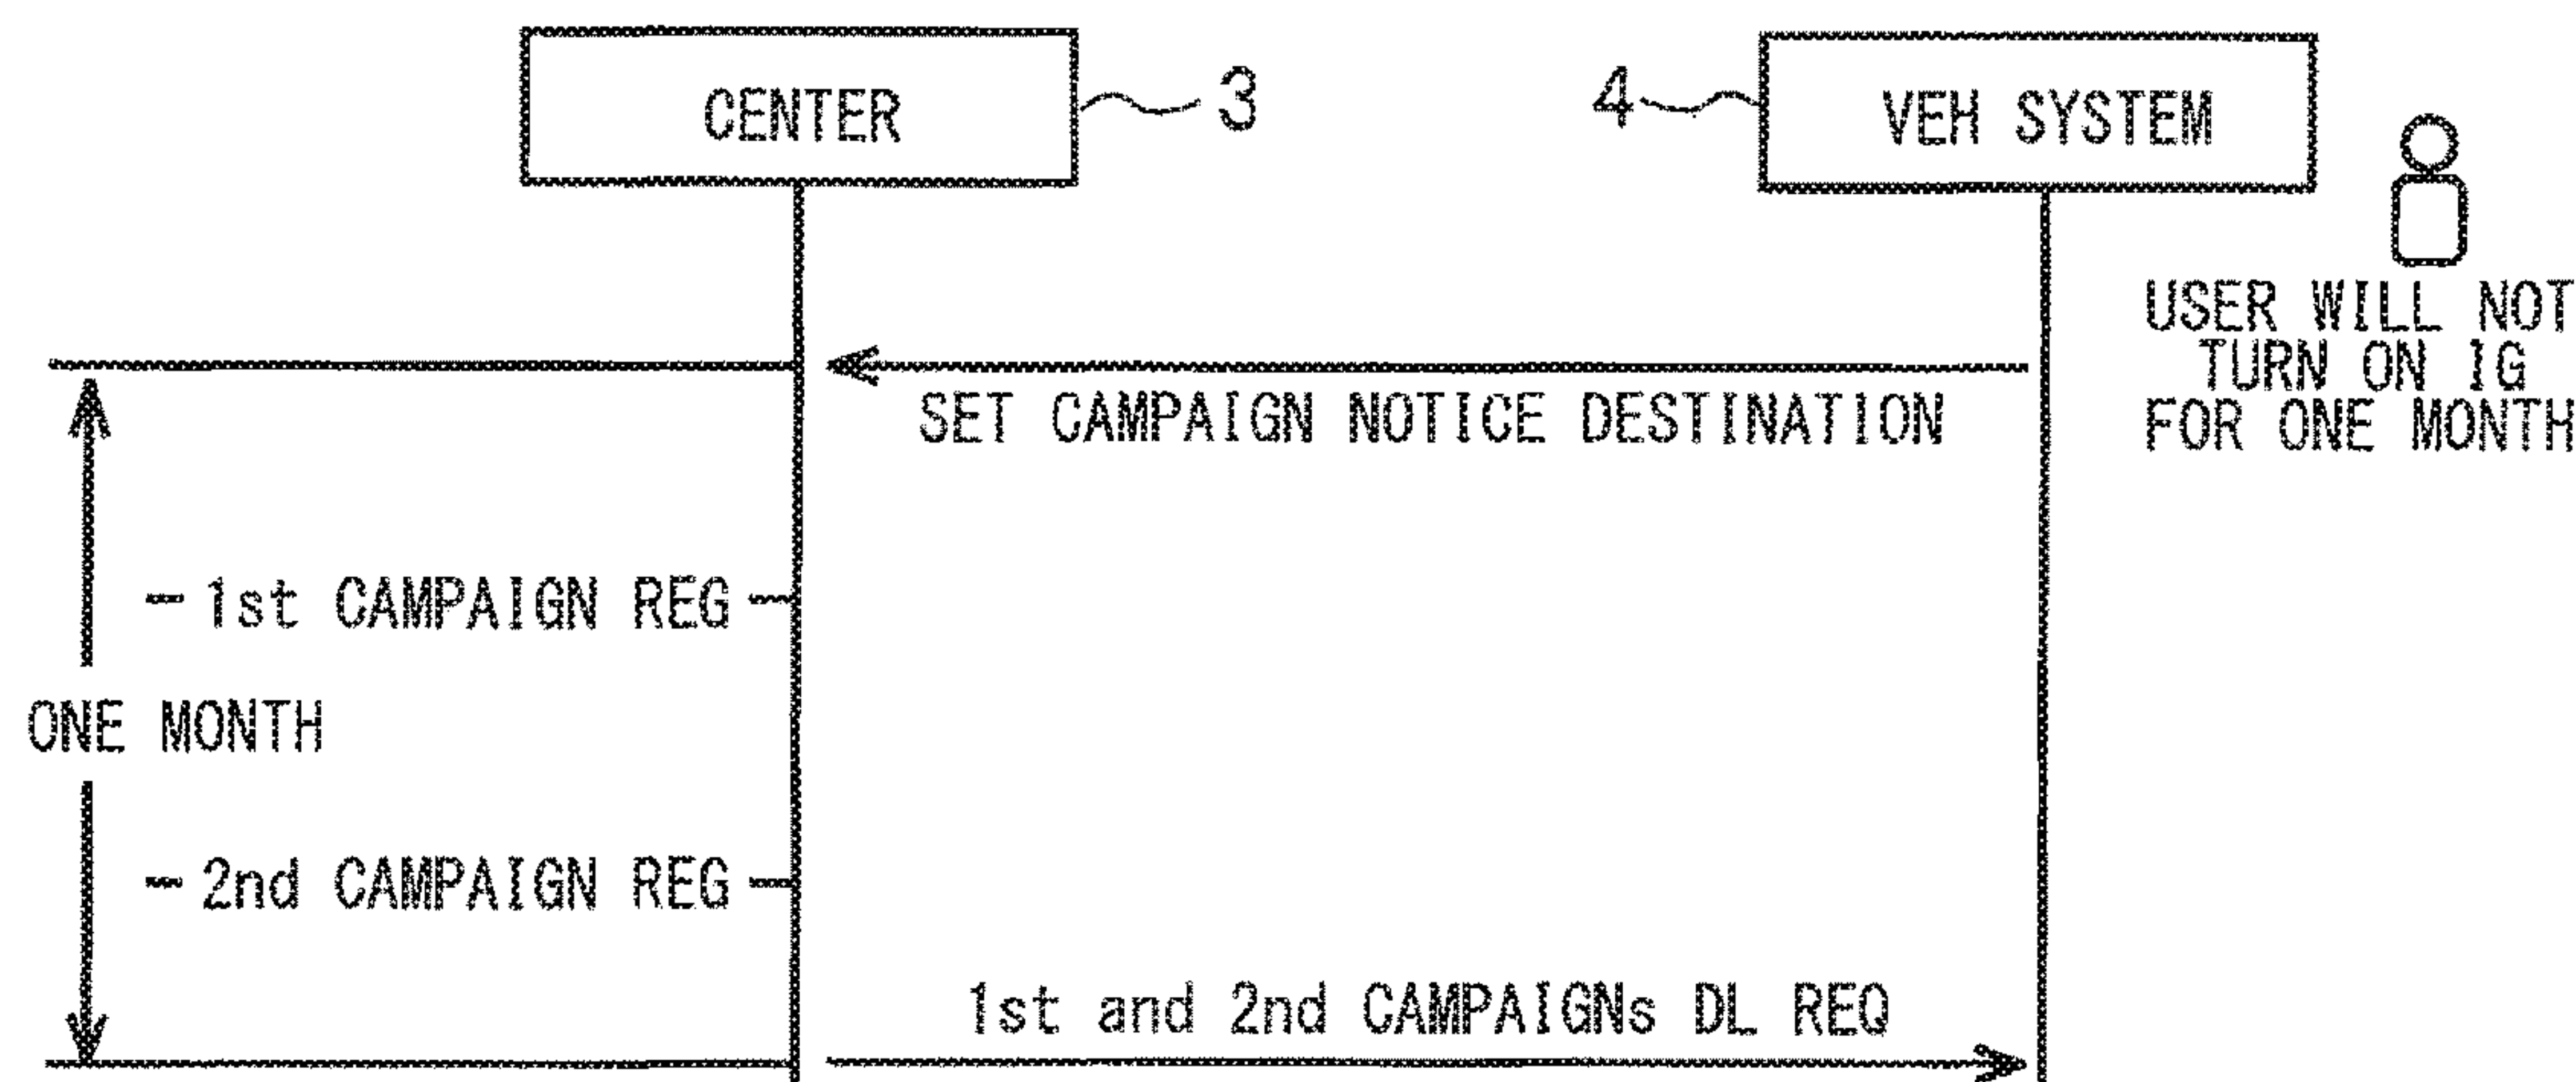 CENTER
3
4
VEH SYSTEM
USER WILL NOT
TURN ON IG
FOR ONE MONTH
SET CAMPAIGN NOTICE DESTINATION
1st CAMPAIGN REG
ONE MONTH
2nd CAMPAIGN REG
1st and 2nd CAMPAIGNs DL REQ